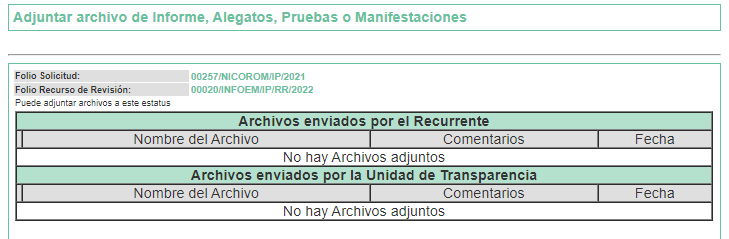 Adjuntar archivo de Informe, Alegatos, Pruebas o Manifestaciones
Folio Solicitud: 00257/NICOROM/IP/2021
Folio Recurso de Revisión: 00020/INFOEM/IP/RR/2022
Puede adjuntar archivos a este estatus
Archivos enviados por el Recurrente
Nombre del Archivo Comentarios Fecha
No hay Archivos adjuntos
Archivos enviados por la Unidad de Transparencia
Nombre del Archivo Comentarios Fecha
No hay Archivos adjuntos